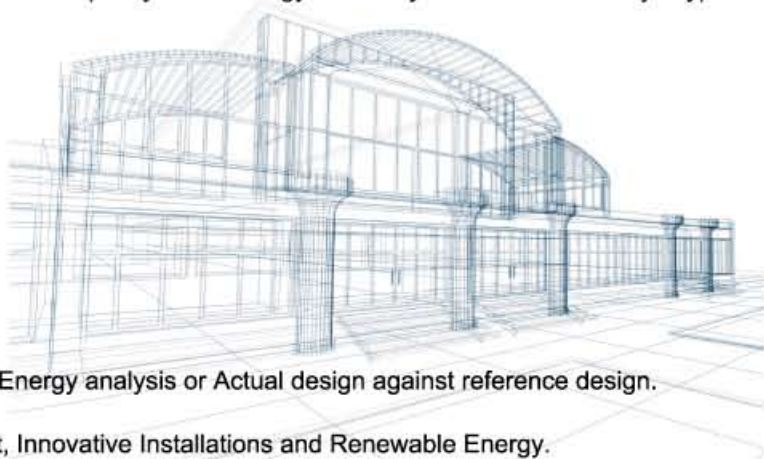 Energy analysis or Actual design against reference design.
Innovative Installations and Renewable Energy.